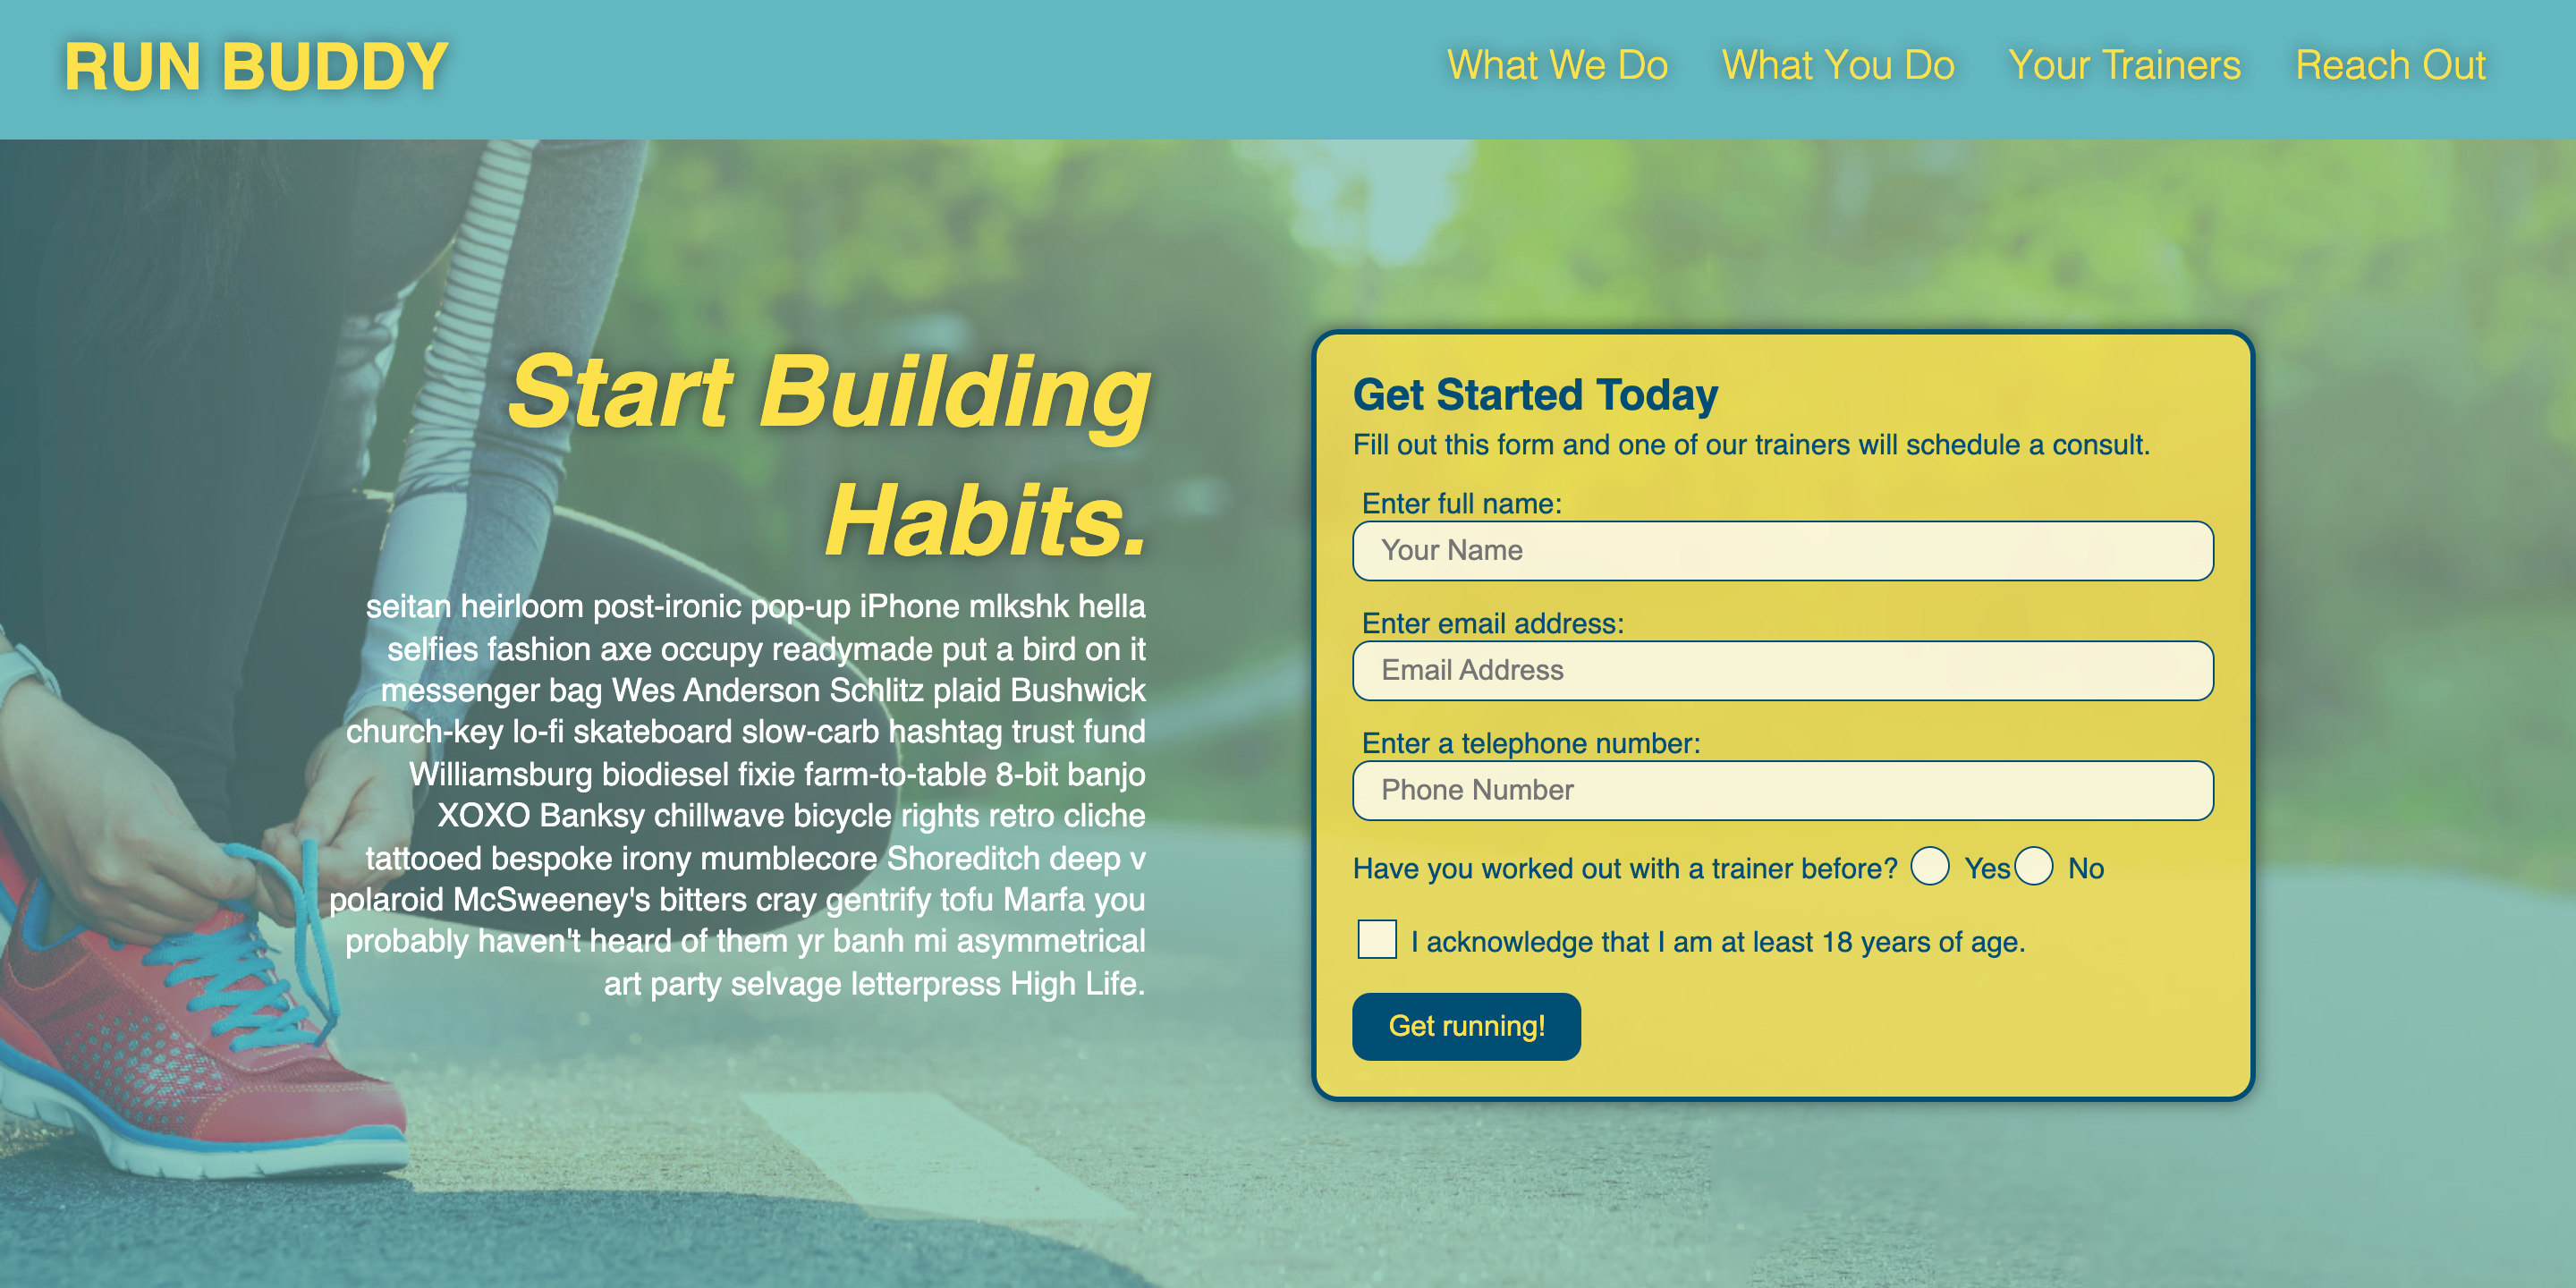 RUN BUDDY
What We Do
What You Do
Your Trainers
Reach Out
Start Building
Habits.
seitan heirloom post-ironic pop-up iPhone mlkshk hella
selfies fashion axe occupy readymade put a bird on it
messenger bag Wes Anderson Schlitz plaid Bushwick
church-key lo-fi skateboard slow-carb hashtag trust fund
Williamsburg biodiesel fixie farm-to-table 8-bit banjo
XOXO Banksy chillwave bicycle rights retro cliche
tattooed bespoke irony mumblecore Shoreditch deep v
polaroid McSweeney's bitters cray gentrify tofu Marfa you
probably haven't heard of them yr banh mi asymmetrical
art party selvage letterpress High Life.
Get Started Today
Fill out this form and one of our trainers will schedule a consult.
Enter full name:
Your Name
Enter email address:
Email Address
Enter a telephone number:
Phone Number
Have you worked out with a trainer before? Yes No
I acknowledge that I am at least 18 years of age.
Get running!